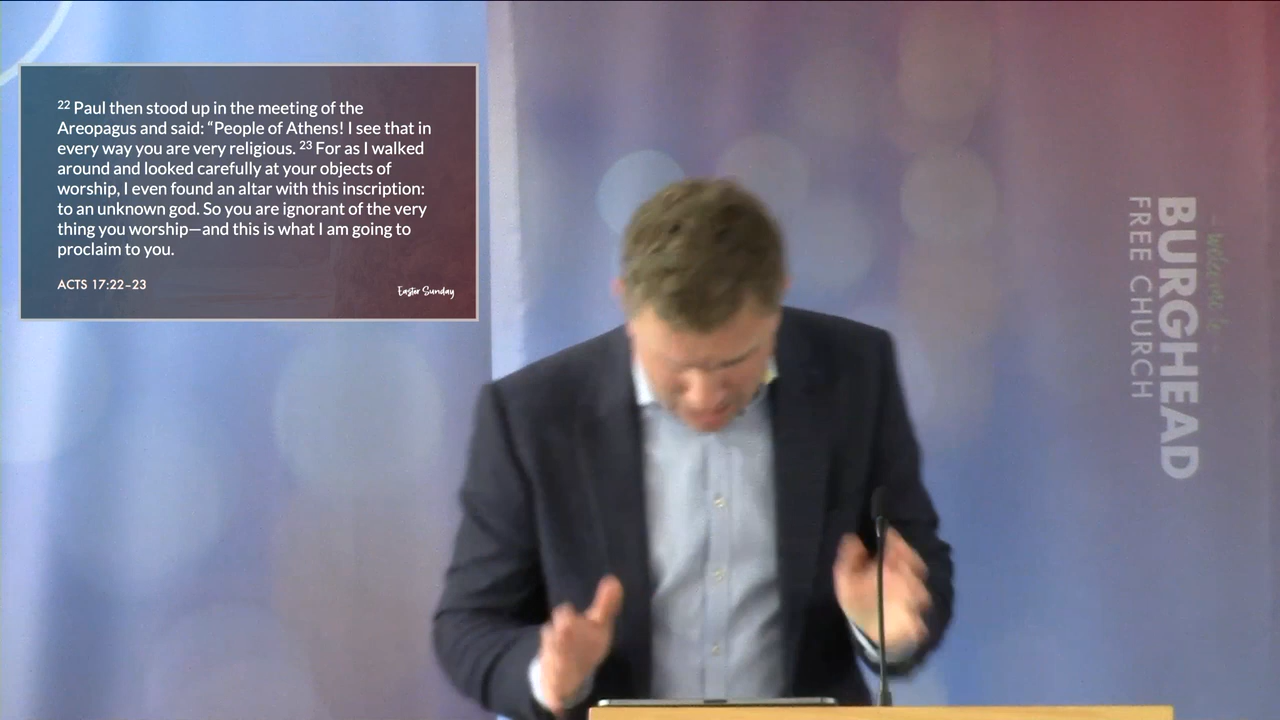 22 Paul then stood up in the meeting of the
Areopagus and said: “People of Athens! I see that in
every way you are very religious. 23 For as I walked
around and looked carefully at your objects of
worship, I even found an altar with this inscription:
to an unknown god. So you are ignorant of the very
thing you worship—and this is what I am going to
proclaim to you.
ACTS 17:22–23
Easter Sunday
- welcome to -
BURGHEAD
FREE CHURCH